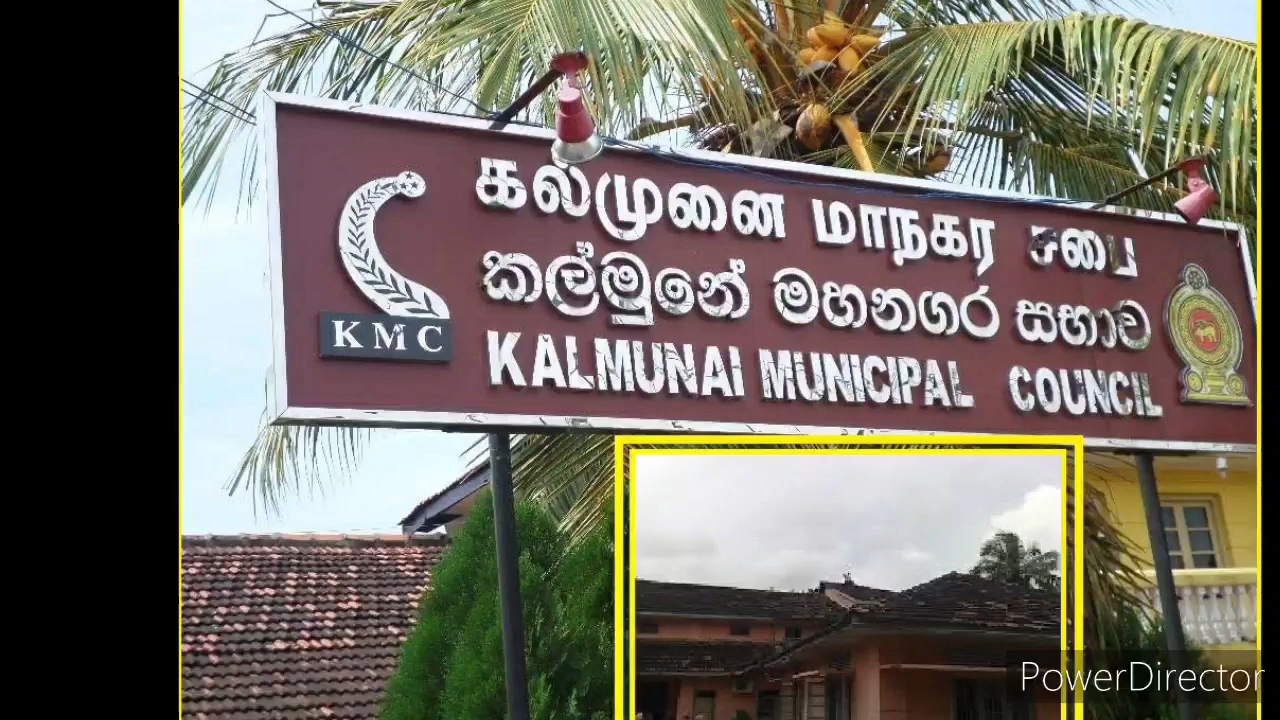 கல்முனை மாநகர சபை
කල්මුනේ මහනගර සභාව
KMC
KALMUNAI MUNICIPAL COUNCIL
PowerDirector